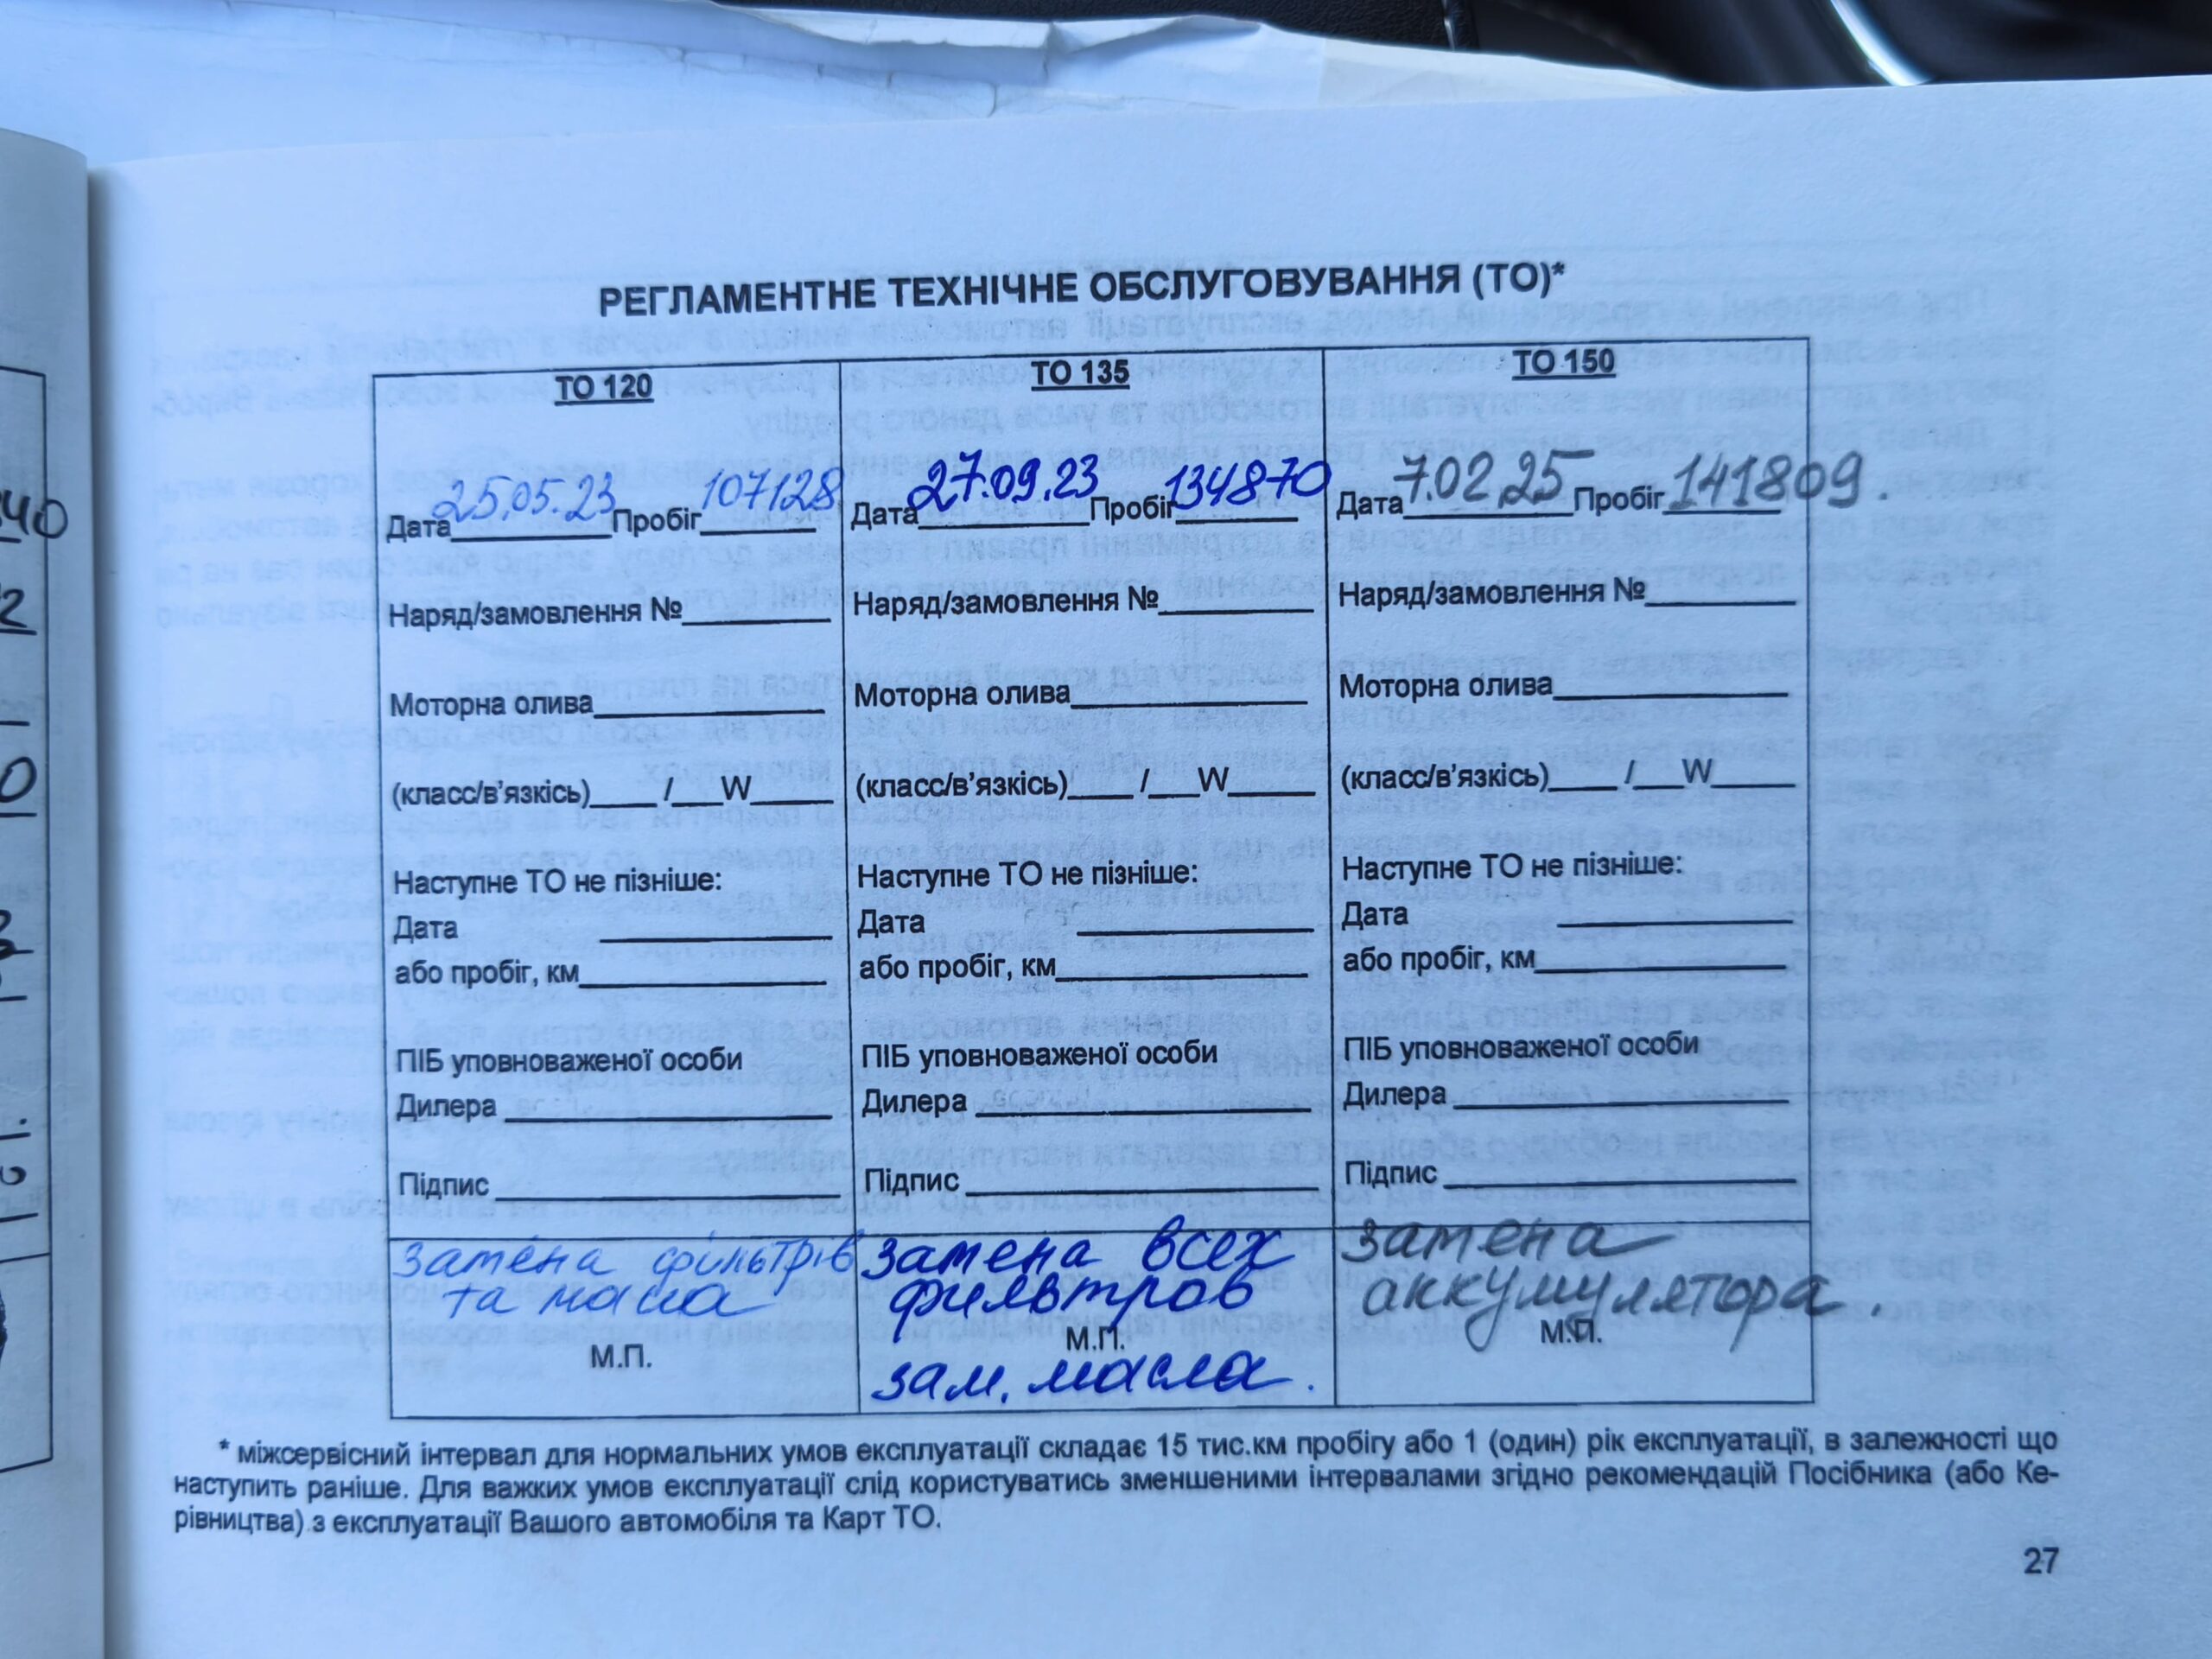 РЕГЛАМЕНТНЕ ТЕХНІЧНЕ ОБСЛУГОВУВАННЯ (ТО)*
ТО 120
Дата 25.05.23 Пробіг 107128
Наряд/замовлення №
Моторна олива
(класс/в'язкісь) / W
Наступне ТО не пізніше:
Дата
або пробіг, км
ПІБ уповноваженої особи
Дилера
Підпис
Замена фільтрів
та масла
М.П.
ТО 135
Дата 27.09.23 Пробіг 134870
Наряд/замовлення №
Моторна олива
(класс/в'язкісь) / W
Наступне ТО не пізніше:
Дата
або пробіг, км
ПІБ уповноваженої особи
Дилера
Підпис
Замена всех
фильтров
М.П.
зам. масла.
ТО 150
Дата 7.02.25 Пробіг 141809.
Наряд/замовлення №
Моторна олива
(класс/в'язкісь) / W
Наступне ТО не пізніше:
Дата
або пробіг, км
ПІБ уповноваженої особи
Дилера
Підпис
Замена
аккумулятора.
М.П.
* міжсервісний інтервал для нормальних умов експлуатації складає 15 тис.км пробігу або 1 (один) рік експлуатації, в залежності що
наступить раніше. Для важких умов експлуатації слід користуватись зменшеними інтервалами згідно рекомендацій Посібника (або Ке-
рівництва) з експлуатації Вашого автомобіля та Карт ТО.
27